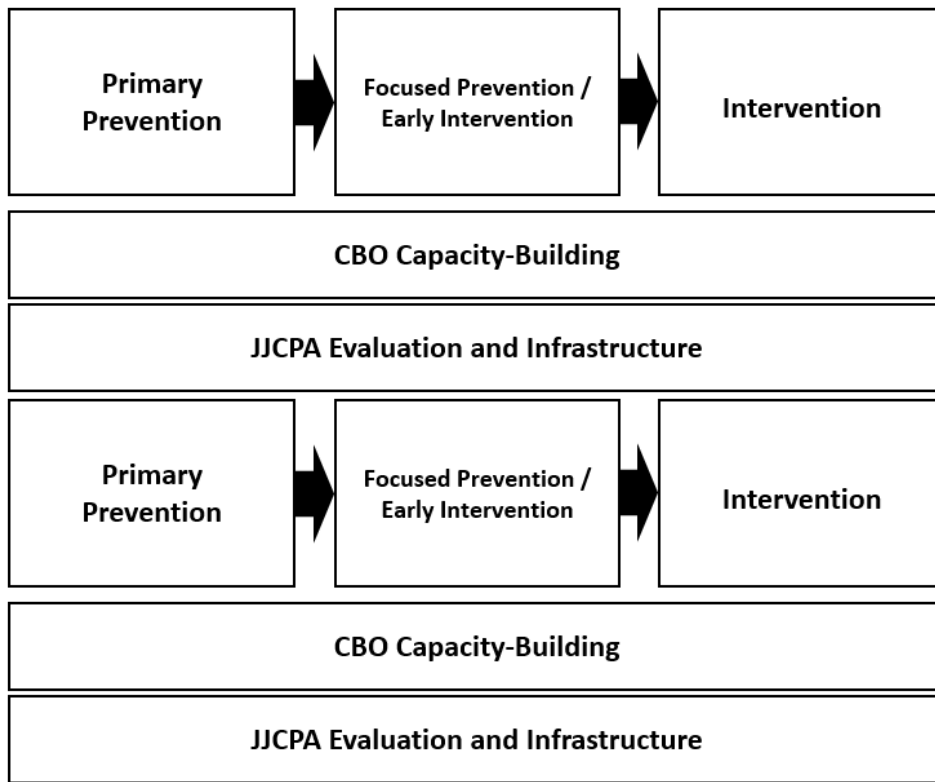 Primary
Prevention
Focused Prevention /
Early Intervention
Intervention
CBO Capacity-Building
JJCPA Evaluation and Infrastructure
Primary
Prevention
Focused Prevention /
Early Intervention
Intervention
CBO Capacity-Building
JJCPA Evaluation and Infrastructure